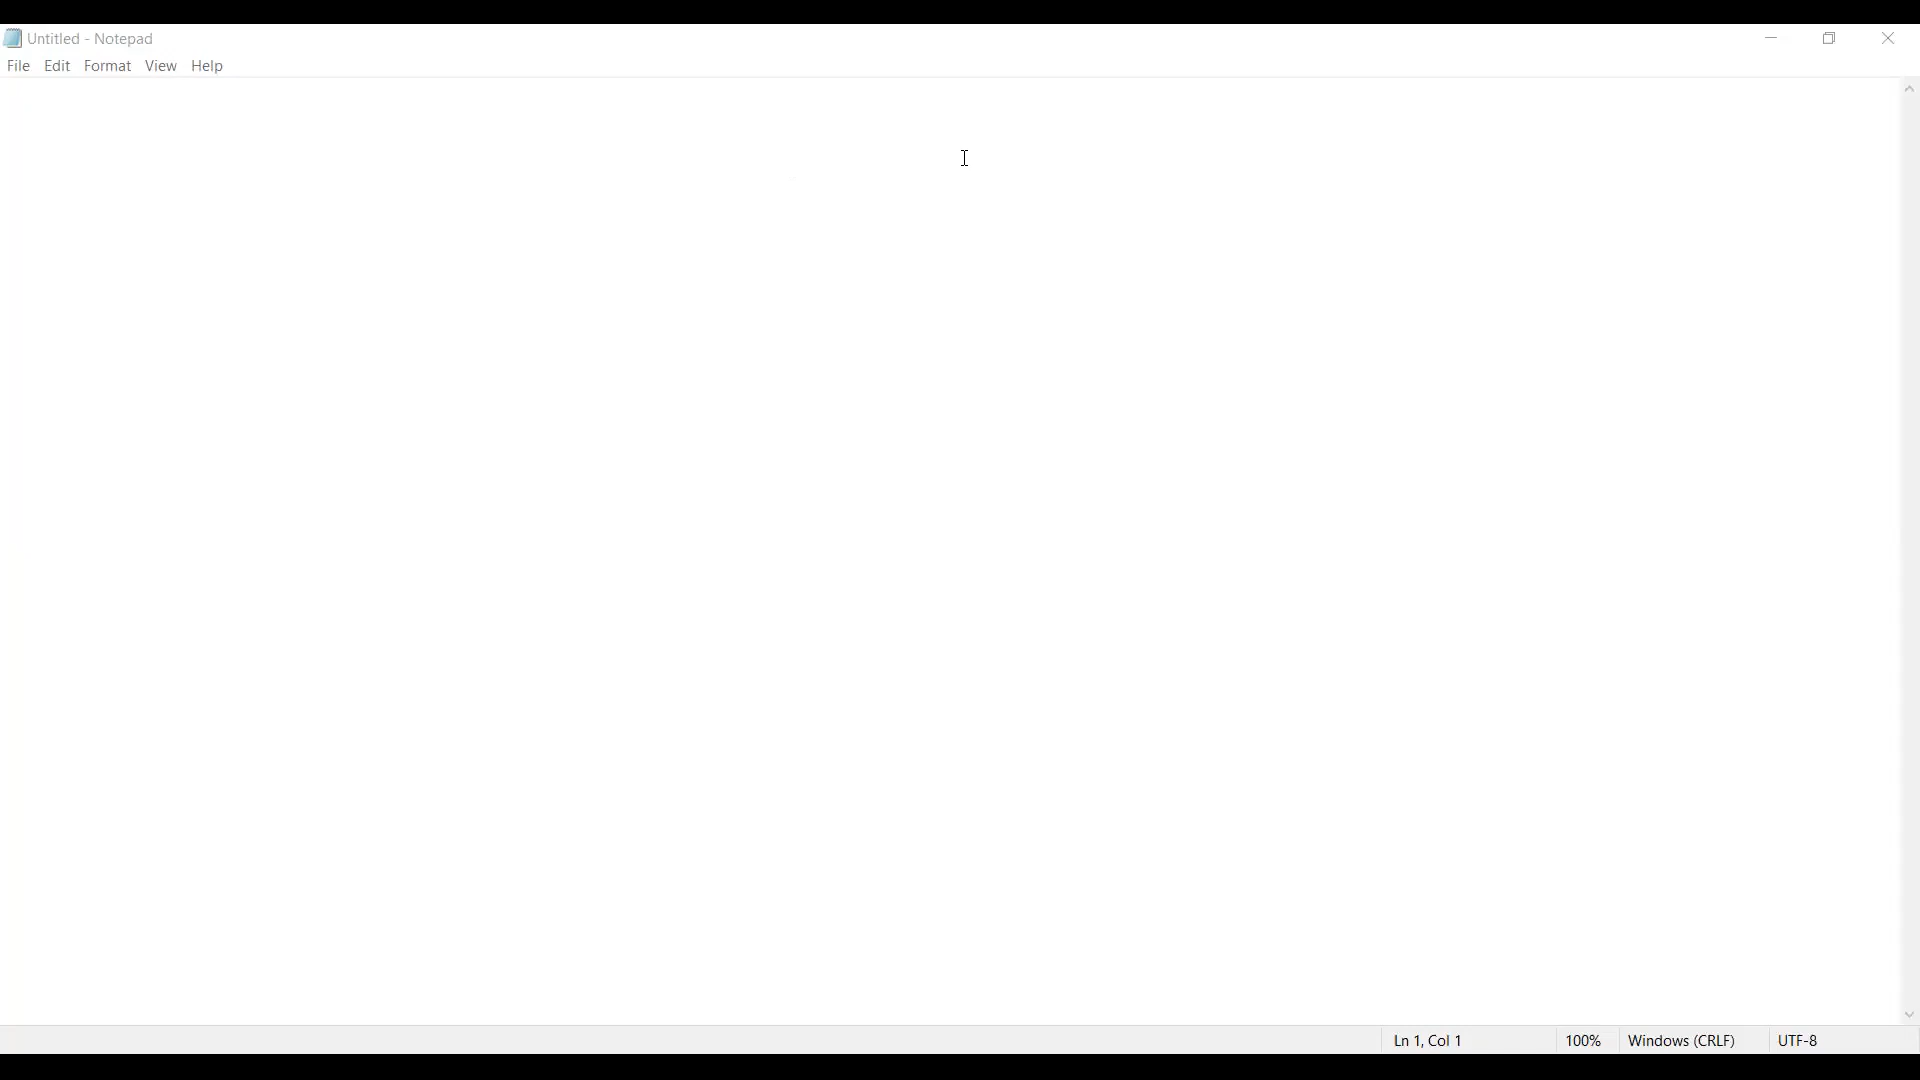 Untitled - Notepad
File Edit Format View Help
Ln 1, Col 1 100% Windows (CRLF) UTF-8